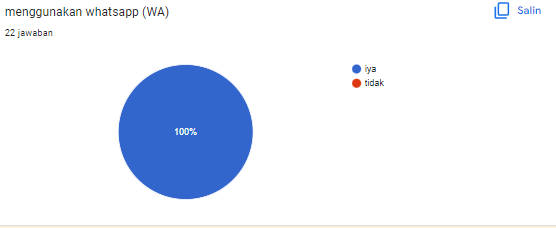 menggunakan whatsapp (WA)
Salin
22 jawaban
iya
tidak
100%